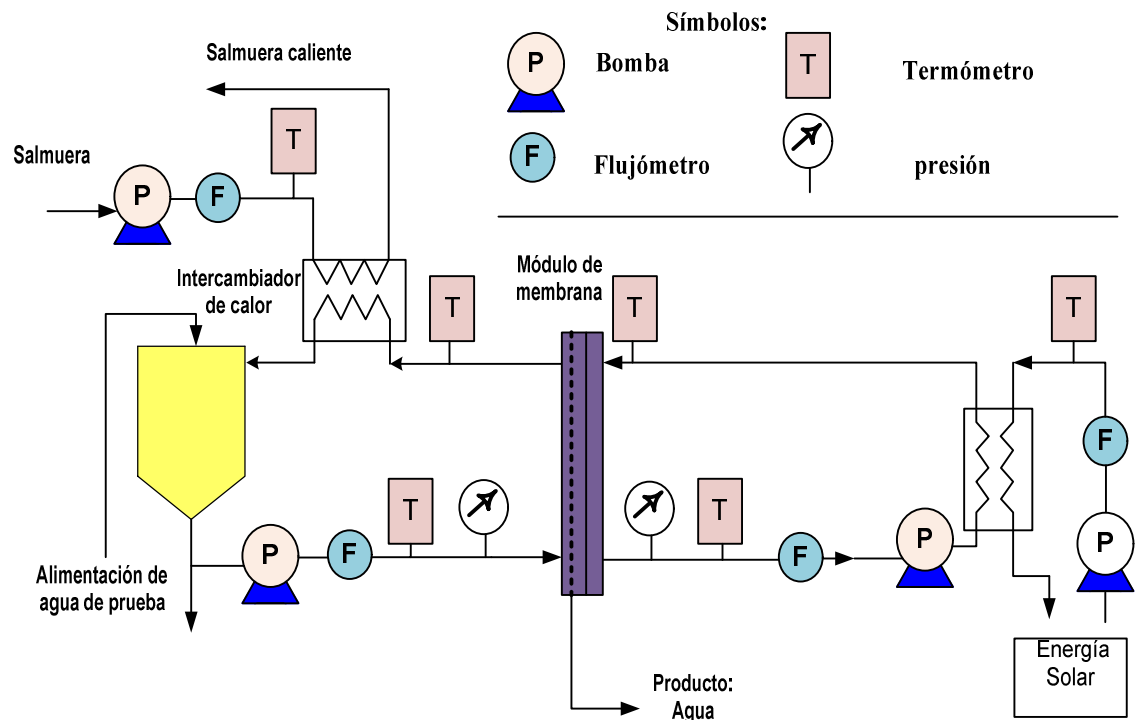 Símbolos:
P
Bomba
T
Termómetro
F
Flujómetro
presión
Salmuera caliente
Salmuera
P
F
T
Intercambiador
de calor
T
Módulo de
membrana
T
T
F
P
Alimentación de
agua de prueba
P
F
T
T
F
P
Energía
Solar
Producto:
Agua